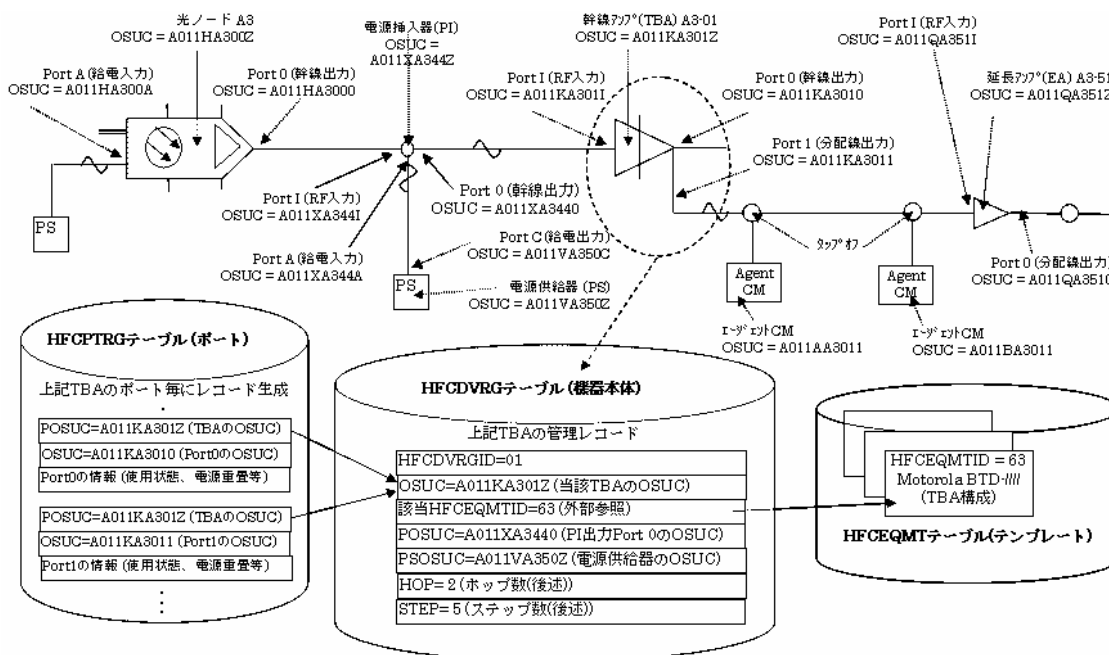 光ノード A3
OSUC = A011HA300Z
Port A (給電入力)
OSUC = A011HA300A
Port 0 (幹線出力)
OSUC = A011HA3000
電源挿入器(PI)
OSUC =
A011XA344Z
幹線アンプ(TBA) A3-01
OSUC = A011KA301Z
Port I (RF入力)
OSUC = A011KA301I
Port 0 (幹線出力)
OSUC = A011KA3010
Port 1 (分配線出力)
OSUC = A011KA3011
Port I (RF入力)
OSUC = A011QA351I
延長アンプ(EA) A3-51
OSUC = A011QA351Z
PS
Port I (RF入力)
OSUC = A011XA344I
Port 0 (幹線出力)
OSUC = A011XA3440
Port A (給電入力)
OSUC = A011XA344A
Port C (給電出力)
OSUC = A011VA350C
PS
電源供給器 (PS)
OSUC = A011VA350Z
タップオフ
Port 0 (分配線出力)
OSUC = A011QA3510
Agent
CM
Agent
CM
エージェントCM
OSUC = A011AA3011
エージェントCM
OSUC = A011BA3011
HFCPTRGテーブル (ポート)
上記TBAのポート毎にレコード生成
POSUC=A011KA301Z (TBAのOSUC)
OSUC=A011KA3010 (Port0のOSUC)
Port0の情報 (使用状態、電源重畳等)
POSUC=A011KA301Z (TBAのOSUC)
OSUC=A011KA3011 (Port1のOSUC)
Port1の情報 (使用状態、電源重畳等)
HFCDVRGテーブル (機器本体)
上記TBAの管理レコード
HFCDVRGID=01
OSUC=A011KA301Z (当該TBAのOSUC)
該当HFCEQMTID=63 (外部参照)
POSUC=A011XA3440 (PI出力Port 0のOSUC)
PSOSUC=A011VA350Z (電源供給器のOSUC)
HOP= 2 (ホップ数(後述))
STEP= 5 (ステップ数(後述))
HFCEQMTID = 63
Motorola BTD-////
(TBA構成)
HFCEQMTテーブル(テンプレート)